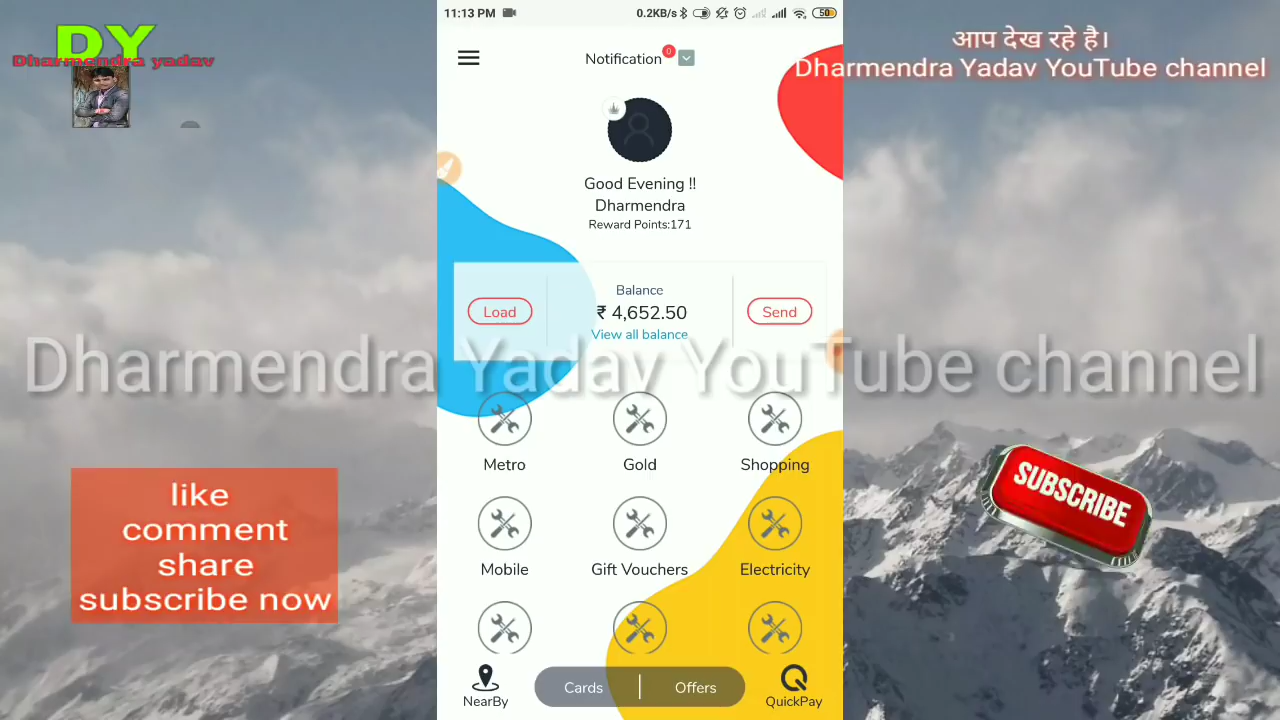 DY
Dharmendra yadav
आप देख रहे है।
Dharmendra Yadav YouTube channel
11:13 PM
0.2KB/s
50
Notification
0
Good Evening !!
Dharmendra
Reward Points:171
Load
Balance
₹ 4,652.50
View all balance
Send
Dharmendra Yadav YouTube channel
Metro
Gold
Shopping
Mobile
Gift Vouchers
Electricity
like
comment
share
subscribe now
SUBSCRIBE
NearBy
Cards
Offers
QuickPay